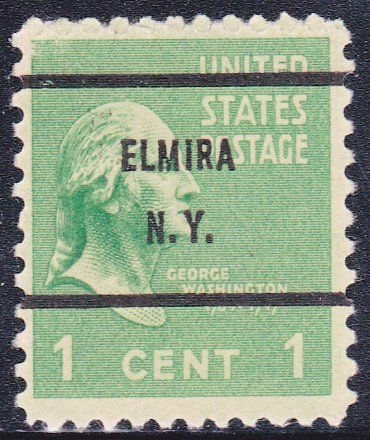 UNITED
STATES
POSTAGE
ELMIRA
N.Y.
GEORGE
WASHINGTON
1 CENT 1